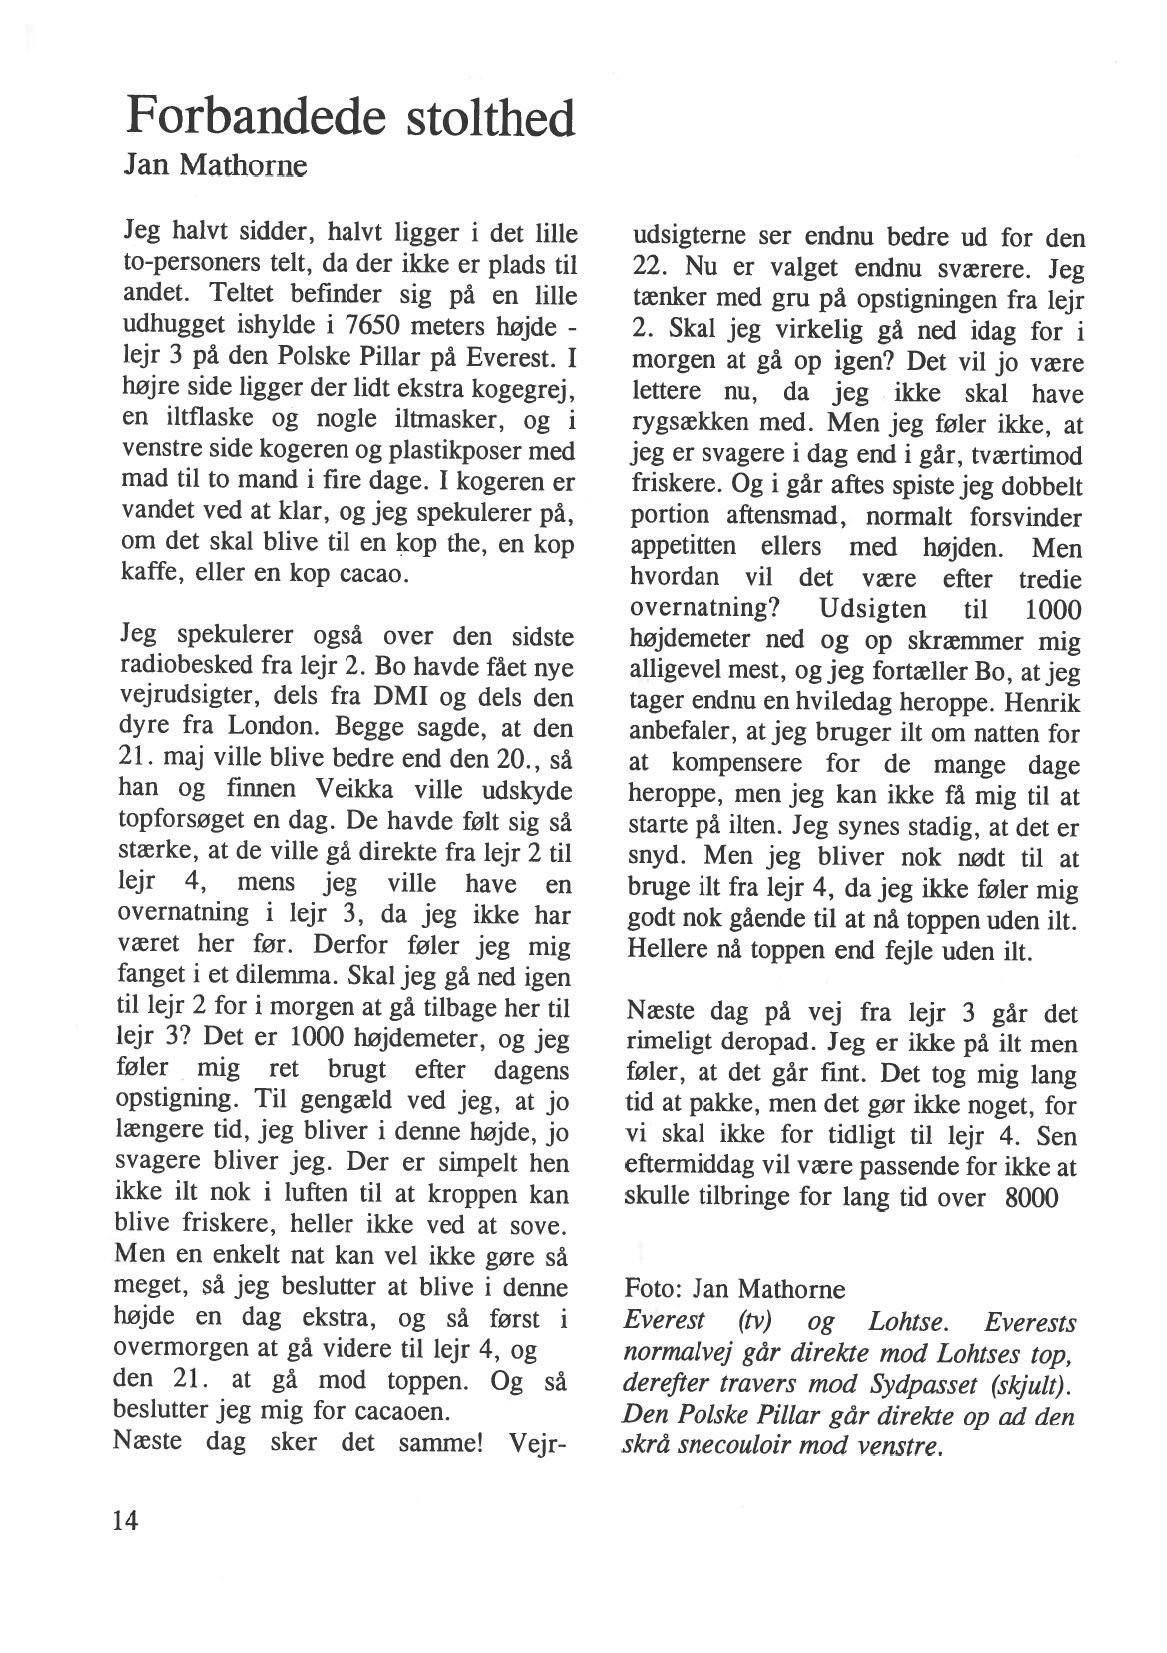 Forbandede stolthed
Jan Mathorne
Jeg halvt sidder, halvt ligger i det lille
to-personers telt, da der ikke er plads til
andet. Teltet befinder sig på en lille
udhugget ishylde i 7650 meters højde -
lejr 3 på den Polske Pillar på Everest. I
højre side ligger der lidt ekstra kogegrej,
en iltflaske og nogle iltmasker, og i
venstre side kogeren og plastikposer med
mad til to mand i fire dage. I kogeren er
vandet ved at klar, og jeg spekulerer på,
om det skal blive til en kop the, en kop
kaffe, eller en kop cacao.
Jeg spekulerer også over den sidste
radiobesked fra lejr 2. Bo havde fået nye
vejrudsigter, dels fra DMI og dels den
dyre fra London. Begge sagde, at den
21. maj ville blive bedre end den 20., så
han og finnen Veikka ville udskyde
topforsøget en dag. De havde følt sig så
stærke, at de ville gå direkte fra lejr 2 til
lejr 4, mens jeg ville have en
overnatning i lejr 3, da jeg ikke har
været her før. Derfor føler jeg mig
fanget i et dilemma. Skal jeg gå ned igen
til lejr 2 for i morgen at gå tilbage her til
lejr 3? Det er 1000 højdemeter, og jeg
føler mig ret brugt efter dagens
opstigning. Til gengæld ved jeg, at jo
længere tid, jeg bliver i denne højde, jo
svagere bliver jeg. Der er simpelt hen
ikke ilt nok i luften til at kroppen kan
blive friskere, heller ikke ved at sove.
Men en enkelt nat kan vel ikke gøre så
meget, så jeg beslutter at blive i denne
højde en dag ekstra, og så først i
overmorgen at gå videre til lejr 4, og
den 21. at gå mod toppen. Og så
beslutter jeg mig for cacaoen.
Næste dag sker det samme! Vejr-
udsigterne ser endnu bedre ud for den
22. Nu er valget endnu sværere. Jeg
tænker med gru på opstigningen fra lejr
2. Skal jeg virkelig gå ned idag for i
morgen at gå op igen? Det vil jo være
lettere nu, da jeg ikke skal have
rygsækken med. Men jeg føler ikke, at
jeg er svagere i dag end i går, tværtimod
friskere. Og i går aftes spiste jeg dobbelt
portion aftensmad, normalt forsvinder
appetitten ellers med højden. Men
hvordan vil det være efter tredie
overnatning? Udsigten til 1000
højdemeter ned og op skræmmer mig
alligevel mest, og jeg fortæller Bo, at jeg
tager endnu en hviledag heroppe. Henrik
anbefaler, at jeg bruger ilt om natten for
at kompensere for de mange dage
heroppe, men jeg kan ikke få mig til at
starte på ilten. Jeg synes stadig, at det er
snyd. Men jeg bliver nok nødt til at
bruge ilt fra lejr 4, da jeg ikke føler mig
godt nok gående til at nå toppen uden ilt.
Hellere nå toppen end fejle uden ilt.
Næste dag på vej fra lejr 3 går det
rimeligt deropad. Jeg er ikke på ilt men
føler, at det går fint. Det tog mig lang
tid at pakke, men det gør ikke noget, for
vi skal ikke for tidligt til lejr 4. Sen
eftermiddag vil være passende for ikke at
skulle tilbringe for lang tid over 8000
Foto: Jan Mathorne
Everest (tv) og Lohtse. Everests
normalvej går direkte mod Lohtses top,
derefter travers mod Sydpasset (skjult).
Den Polske Pillar går direkte op ad den
skrå snecouloir mod venstre.
14